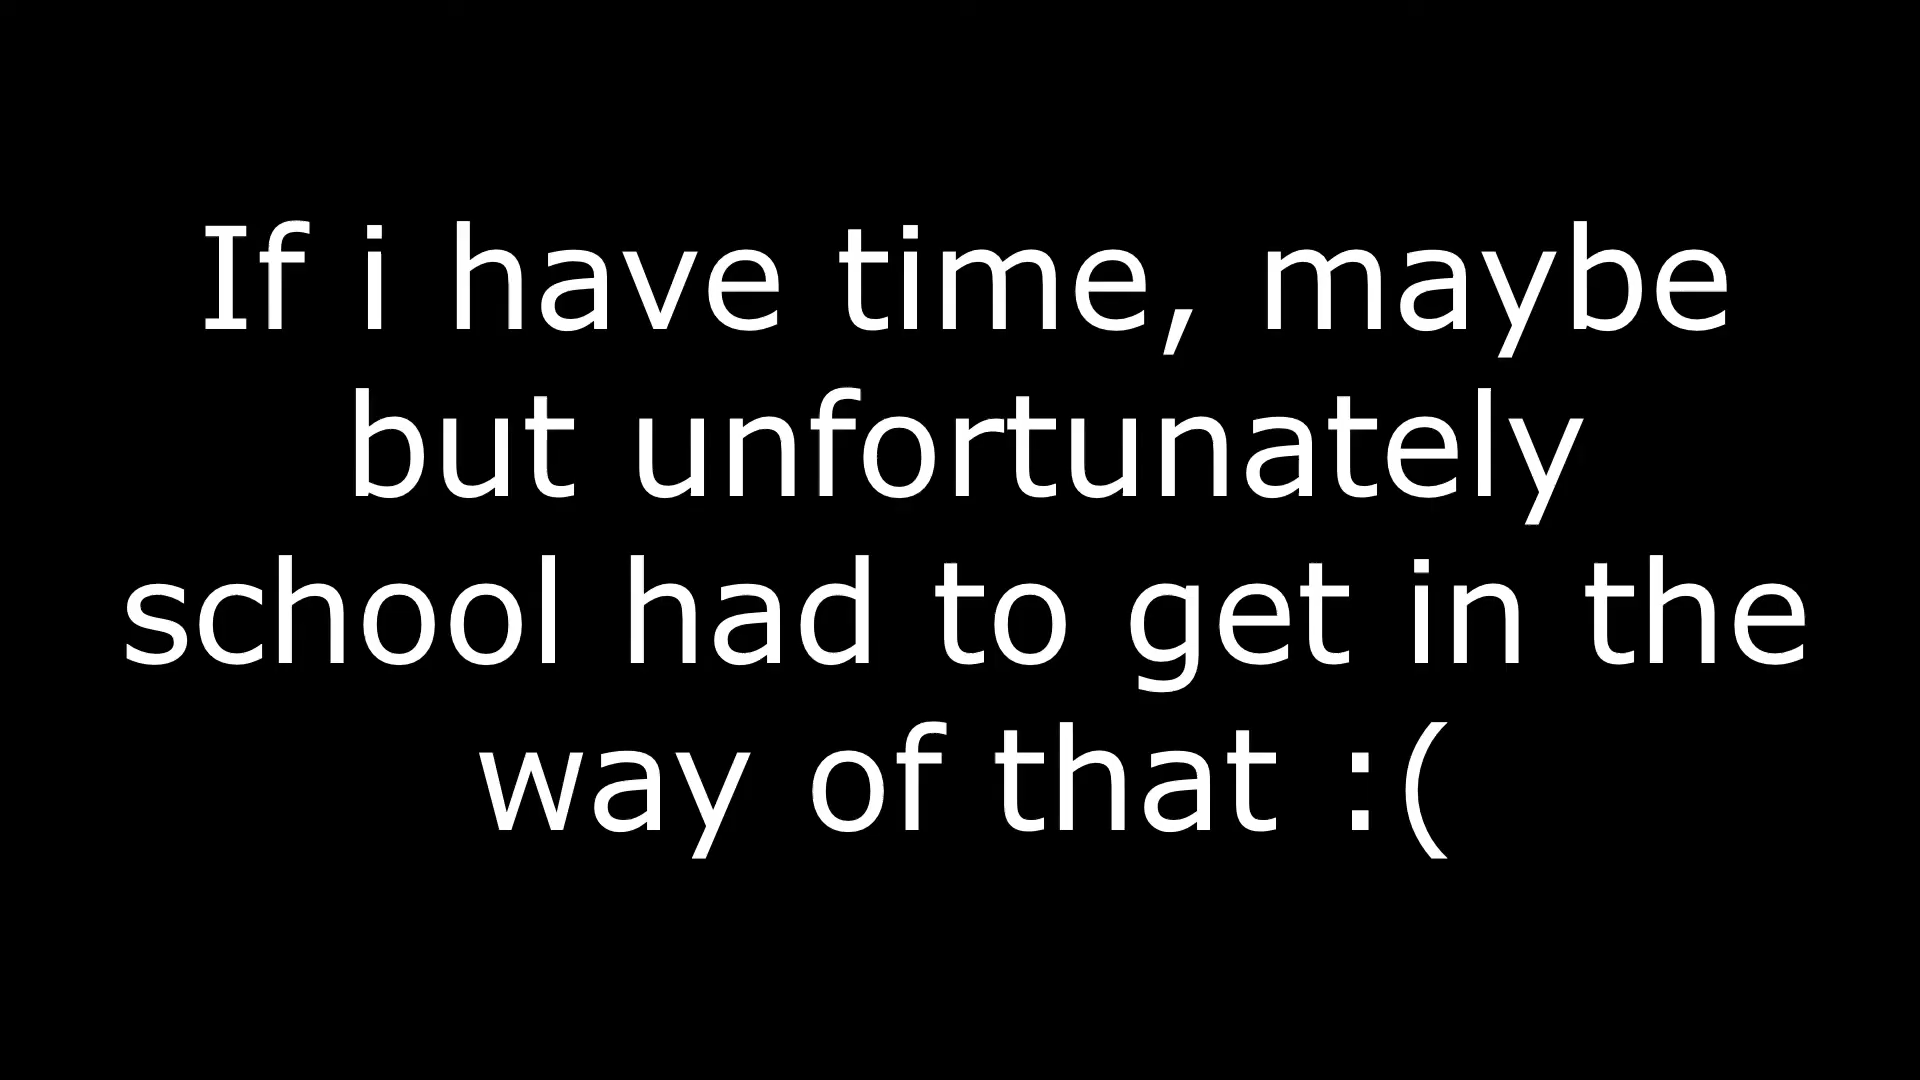 If i have time, maybe
but unfortunately
school had to get in the
way of that :(